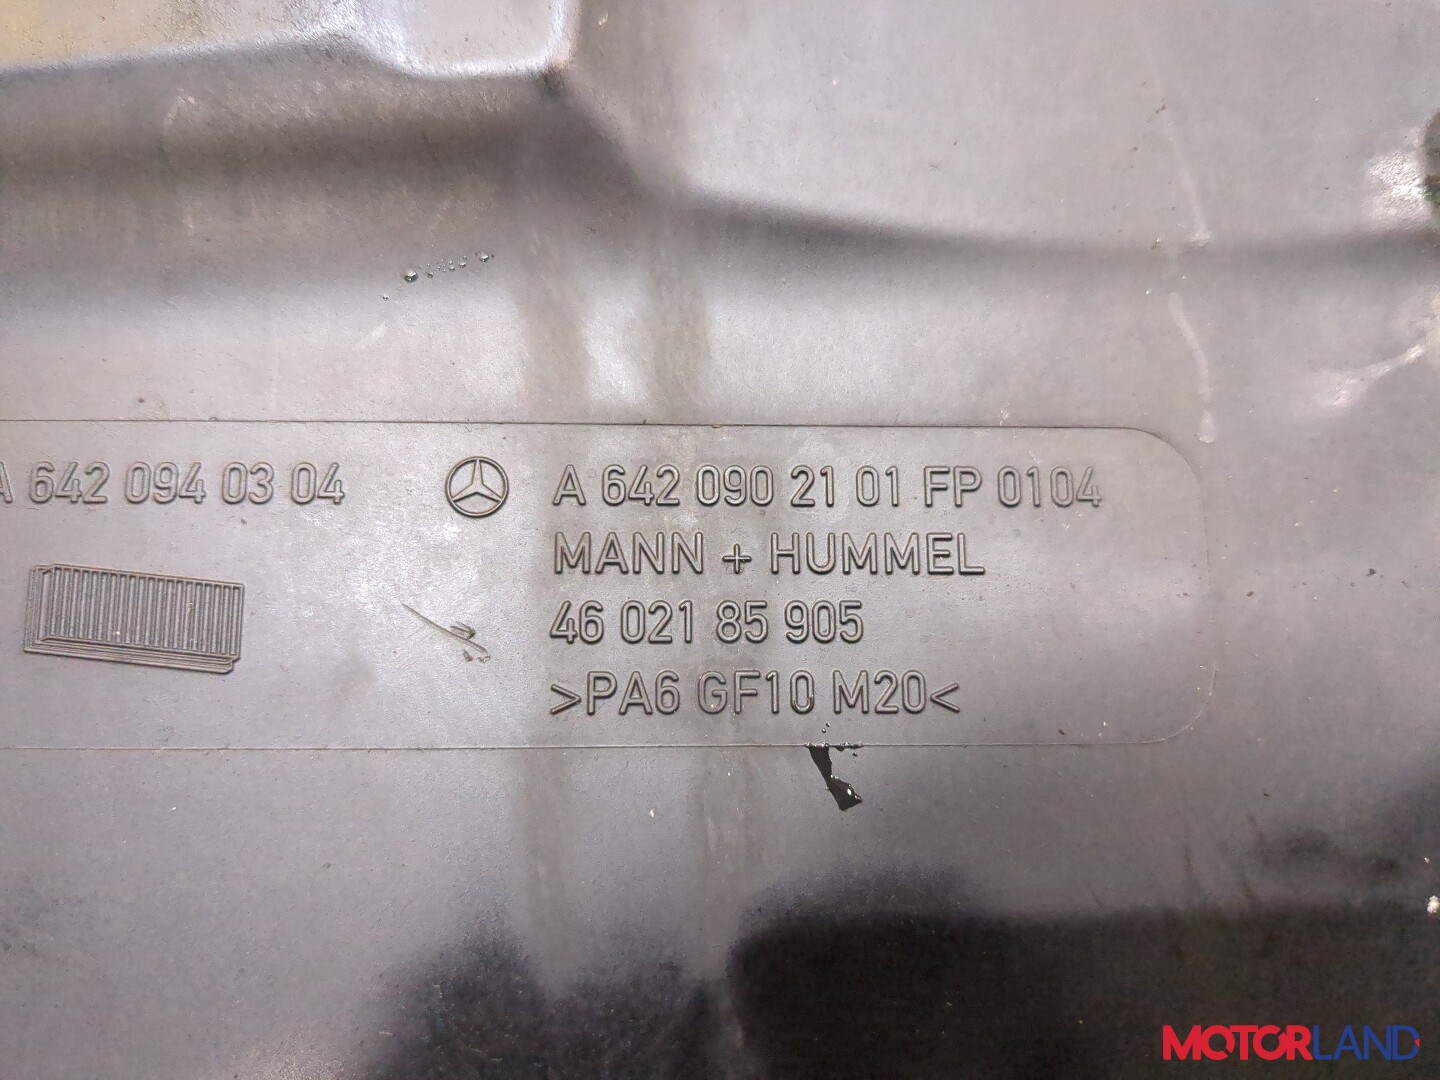 A 642 094 03 04
A 642 090 21 01 FP 0104
MANN + HUMMEL
46 021 85 905
>PA6 GF10 M20<
MOTORLAND